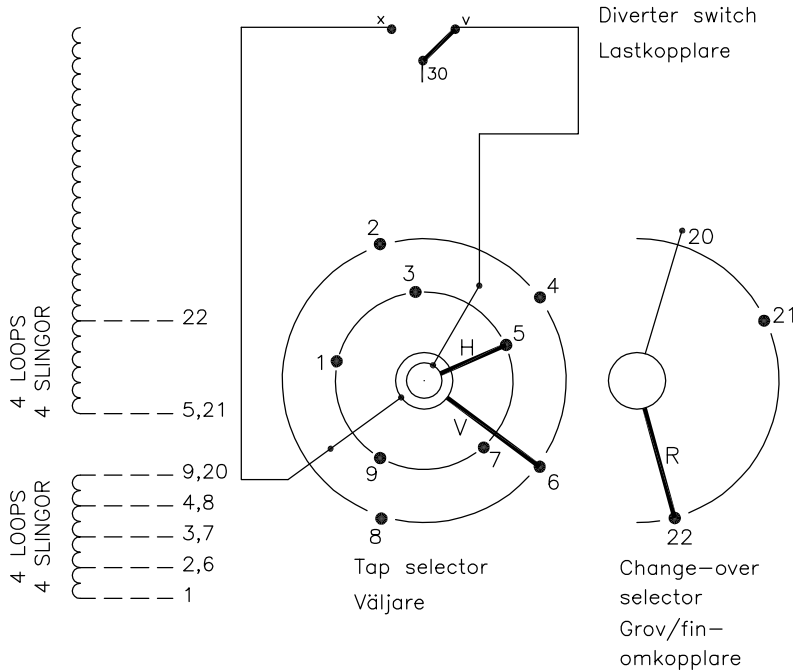 x
v
30
Diverter switch
Lastkopplare
2
3
4
5
1
H
V
9
7
6
8
20
21
R
22
4 LOOPS
4 SLINGOR
22
5,21
4 LOOPS
4 SLINGOR
9,20
4,8
3,7
2,6
1
Tap selector
Väljare
Change-over
selector
Grov/fin-
omkopplare